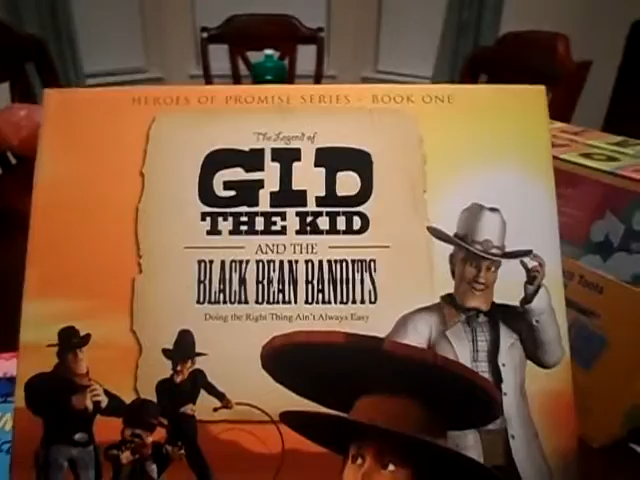 HEROES OF PROMISE SERIES - BOOK ONE
The Legend of
GID
THE KID
AND THE
BLACK BEAN BANDITS
Doing the Right Thing Ain't Always Easy
Tools